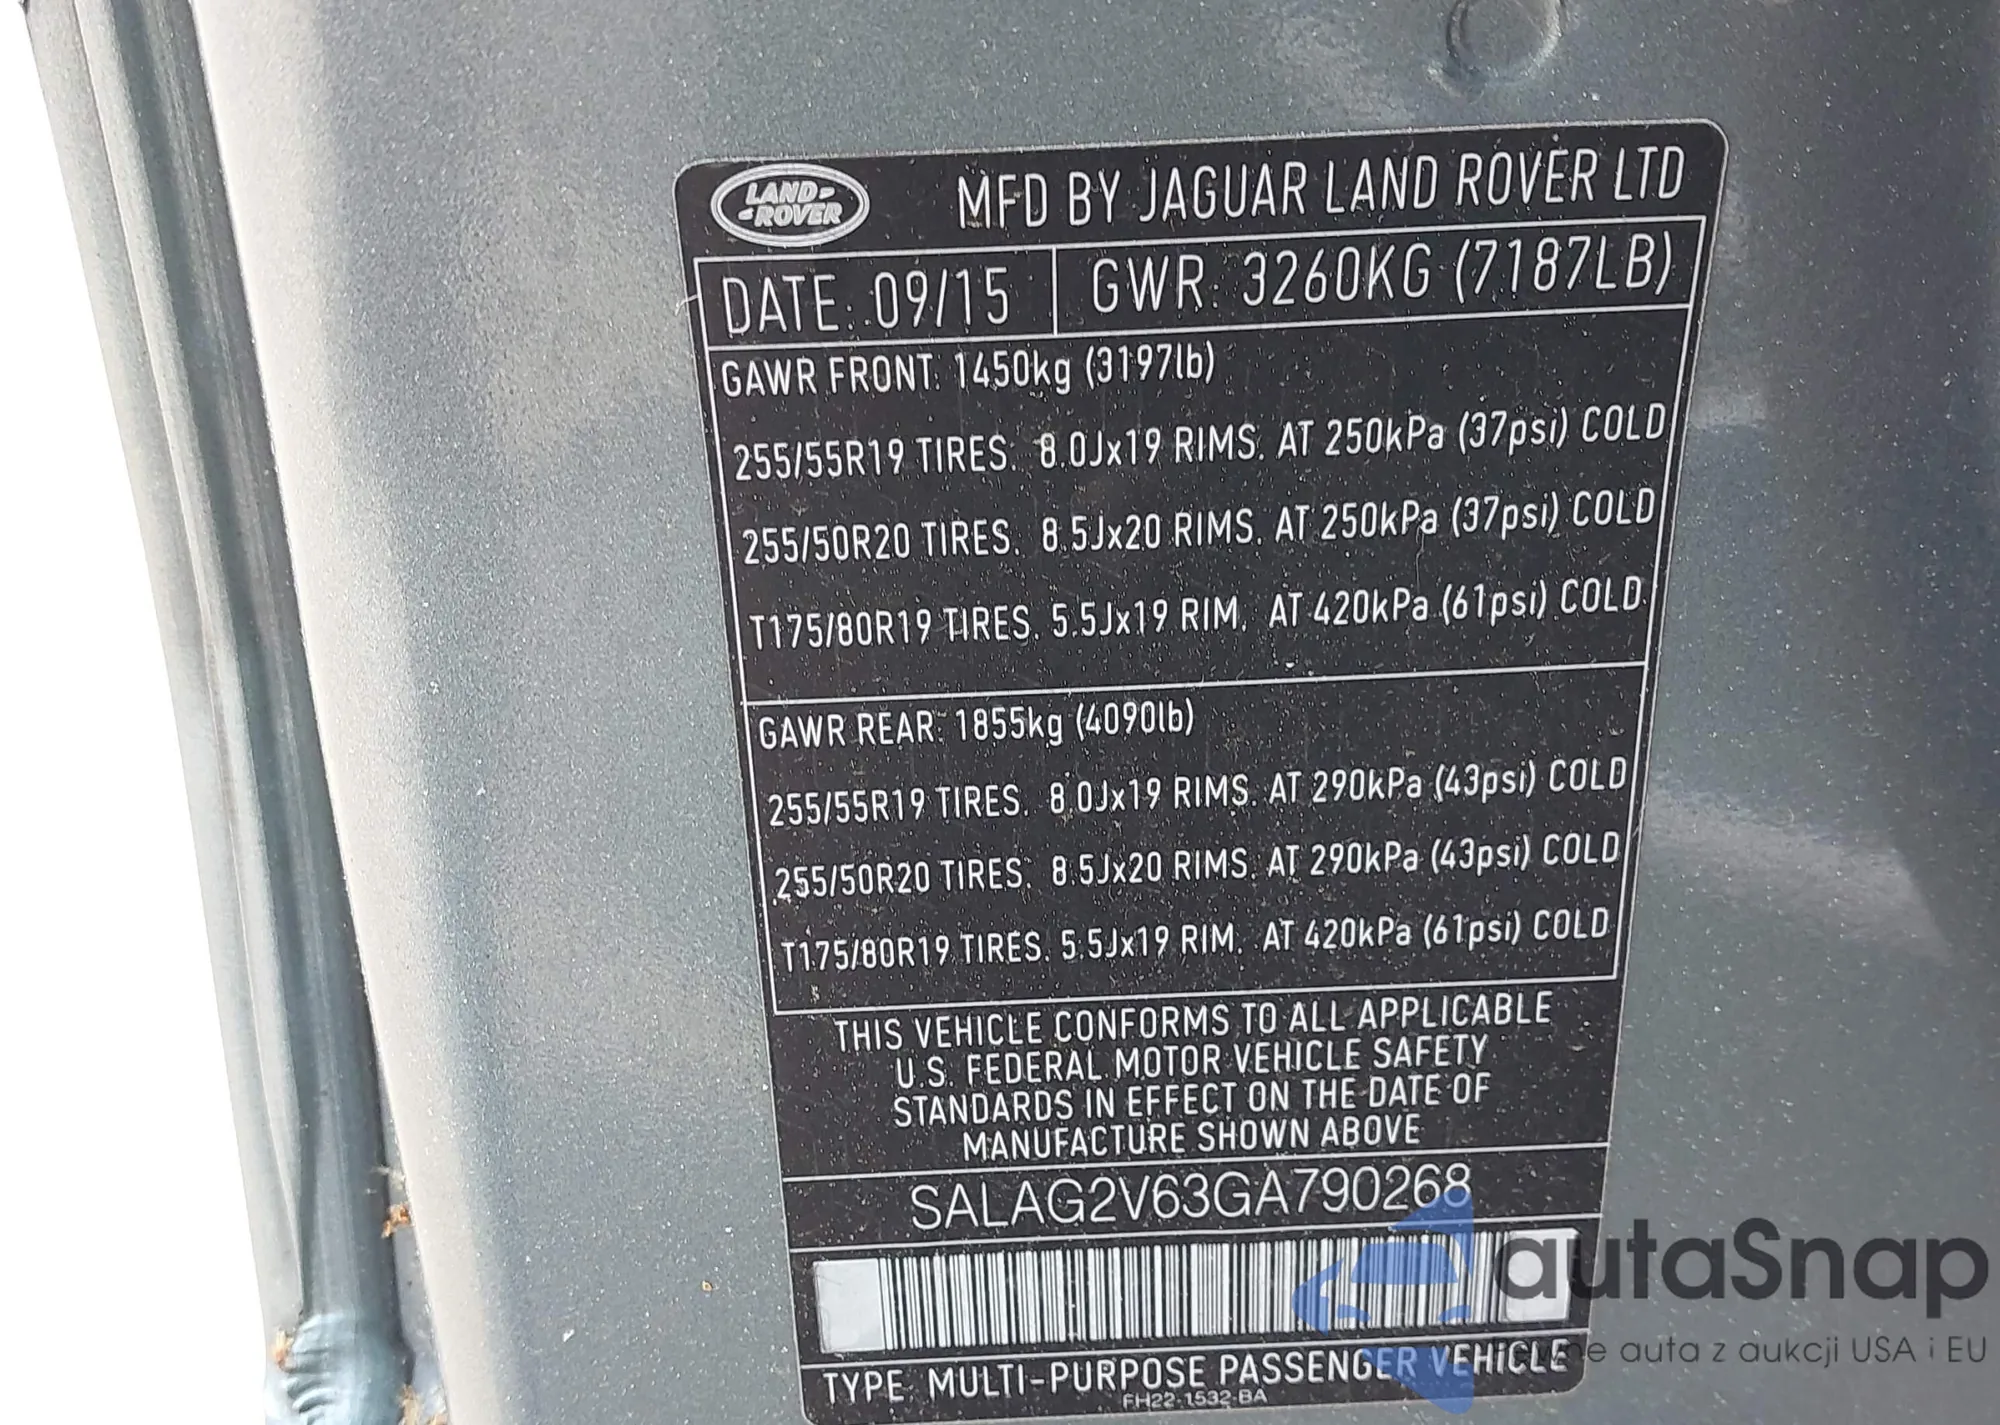 LAND ROVER
MFD BY JAGUAR LAND ROVER LTD
DATE: 09/15 GWR: 3260KG (7187LB)
GAWR FRONT: 1450kg (3197lb)
255/55R19 TIRES. 8.0Jx19 RIMS. AT 250kPa (37psi) COLD
255/50R20 TIRES. 8.5Jx20 RIMS. AT 250kPa (37psi) COLD
T175/80R19 TIRES. 5.5Jx19 RIM, AT 420kPa (61psi) COLD
GAWR REAR: 1855kg (4090lb)
255/55R19 TIRES. 8.0Jx19 RIMS. AT 290kPa (43psi) COLD
255/50R20 TIRES. 8.5Jx20 RIMS. AT 290kPa (43psi) COLD
T175/80R19 TIRES. 5.5Jx19 RIM, AT 420kPa (61psi) COLD
THIS VEHICLE CONFORMS TO ALL APPLICABLE
U.S. FEDERAL MOTOR VEHICLE SAFETY
STANDARDS IN EFFECT ON THE DATE OF
MANUFACTURE SHOWN ABOVE
SALAG2V63GA790268
TYPE: MULTI-PURPOSE PASSENGER VEHICLE
FH22-1532-BA
autaSnap
auta z aukcji USA i EU